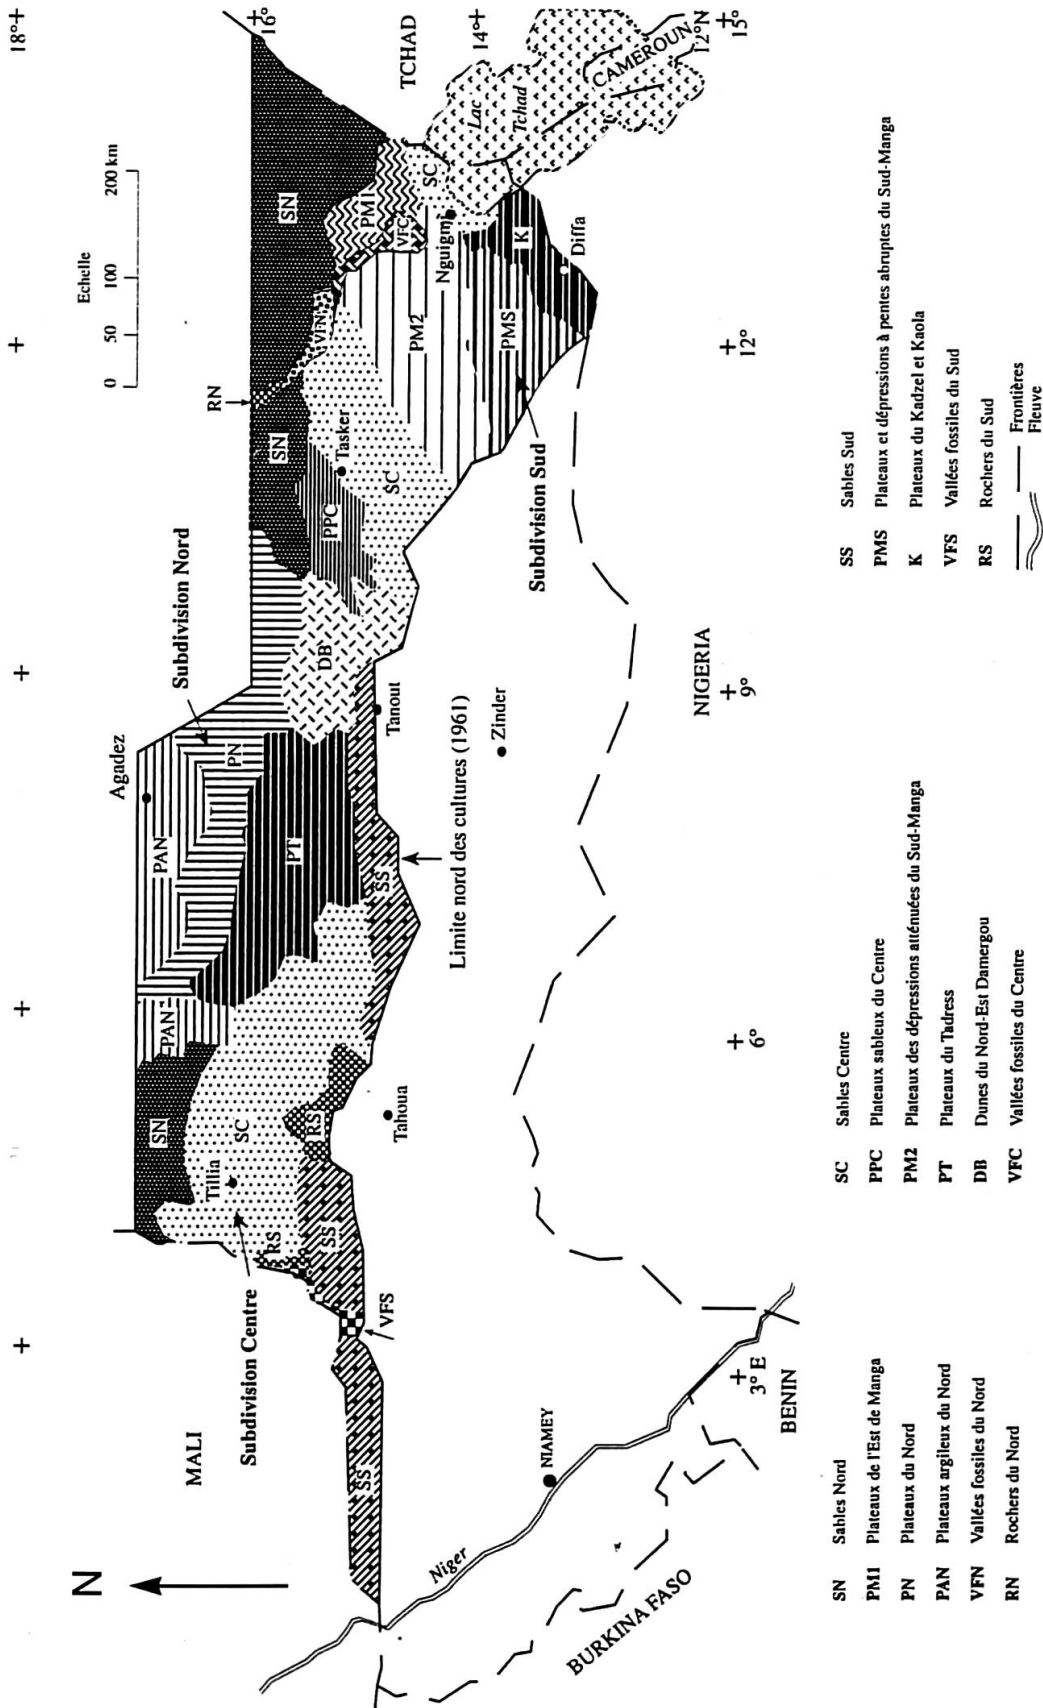 18°
16°
14°
12°N
15°
12°
9°
6°
3° E
N
Echelle
0 50 100 200 km
MALI
TCHAD
CAMEROUN
NIGERIA
BENIN
BURKINA FASO
Lac
Tchad
Niger
Agadez
Subdivision Nord
Subdivision Centre
Subdivision Sud
Limite nord des cultures (1961)
Tillia
Tahoua
Tanout
Zinder
Tasker
Nguigmi
Diffa
NIAMEY
SN
PAN
PAN
PN
SN
RN
VFN
SN
PM1
VFC
SC
SC
RS
RS
PT
DB
PPC
SC
PM2
PMS
K
SS
SS
SS
VFS
SN Sables Nord
PM1 Plateaux de l'Est de Manga
PN Plateaux du Nord
PAN Plateaux argileux du Nord
VFN Vallées fossiles du Nord
RN Rochers du Nord
SC Sables Centre
PPC Plateaux sableux du Centre
PM2 Plateaux des dépressions atténuées du Sud-Manga
PT Plateaux du Tadress
DB Dunes du Nord-Est Damergou
VFC Vallées fossiles du Centre
SS Sables Sud
PMS Plateaux et dépressions à pentes abruptes du Sud-Manga
K Plateaux du Kadzel et Kaola
VFS Vallées fossiles du Sud
RS Rochers du Sud
Frontières
Fleuve